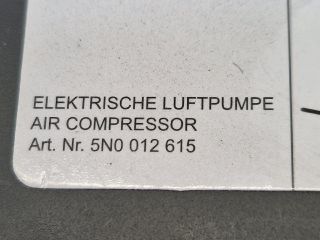 ELEKTRISCHE LUFTPUMPE
AIR COMPRESSOR
Art. Nr. 5N0 012 615